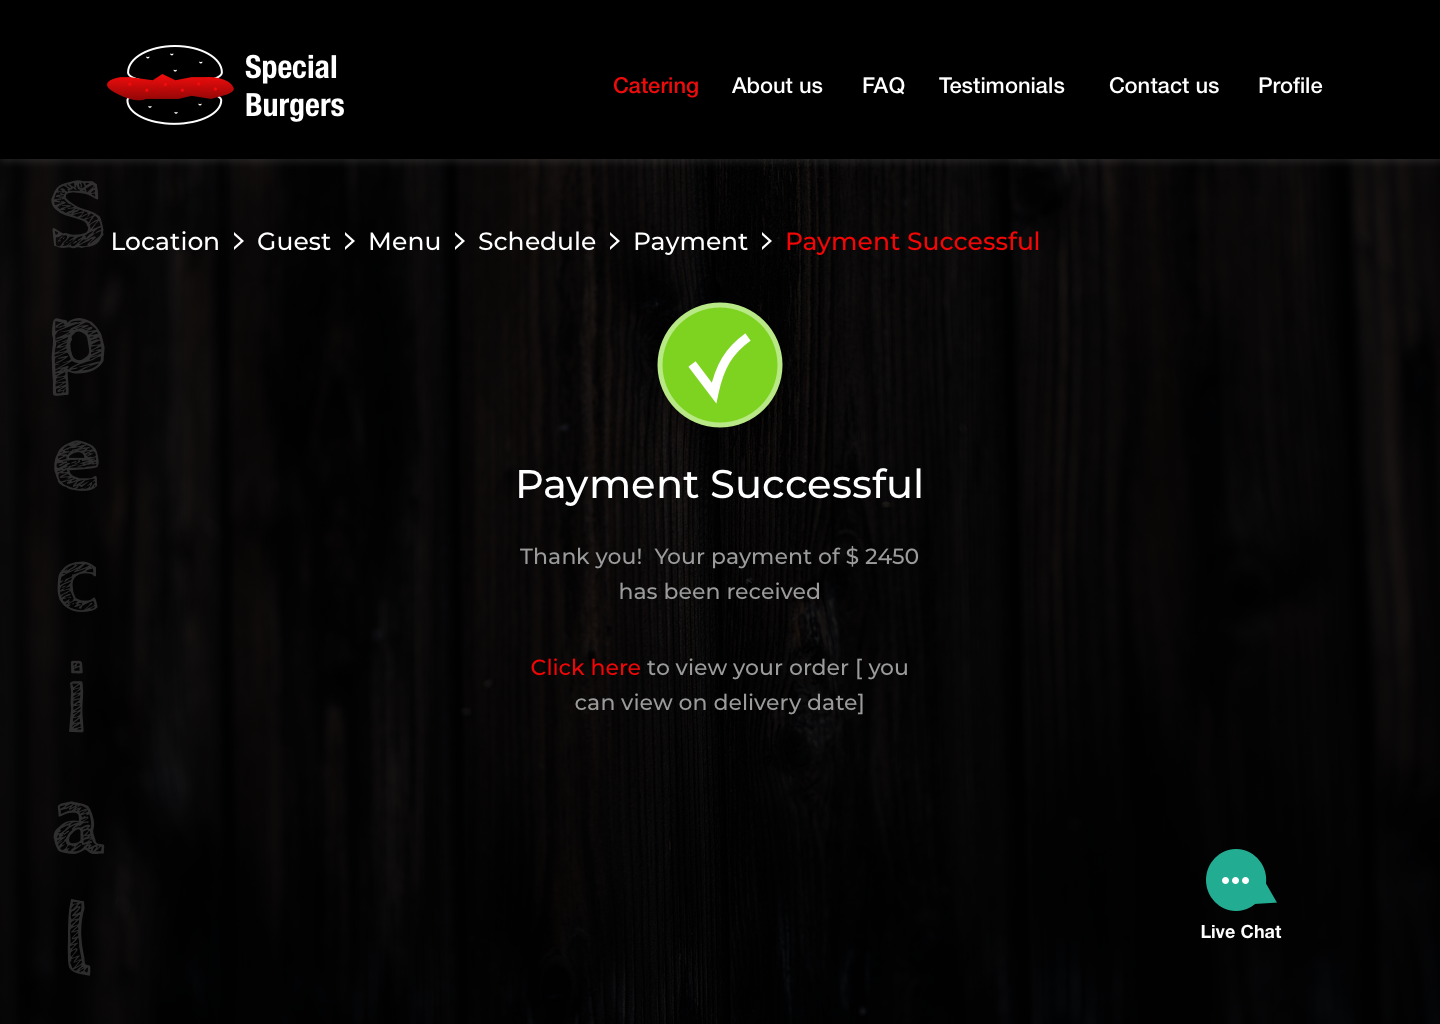 Special
Burgers
Catering About us FAQ Testimonials Contact us Profile
Location > Guest > Menu > Schedule > Payment > Payment Successful
Payment Successful
Thank you!  Your payment of $ 2450
has been received
Click here to view your order [ you
can view on delivery date]
Live Chat
Special